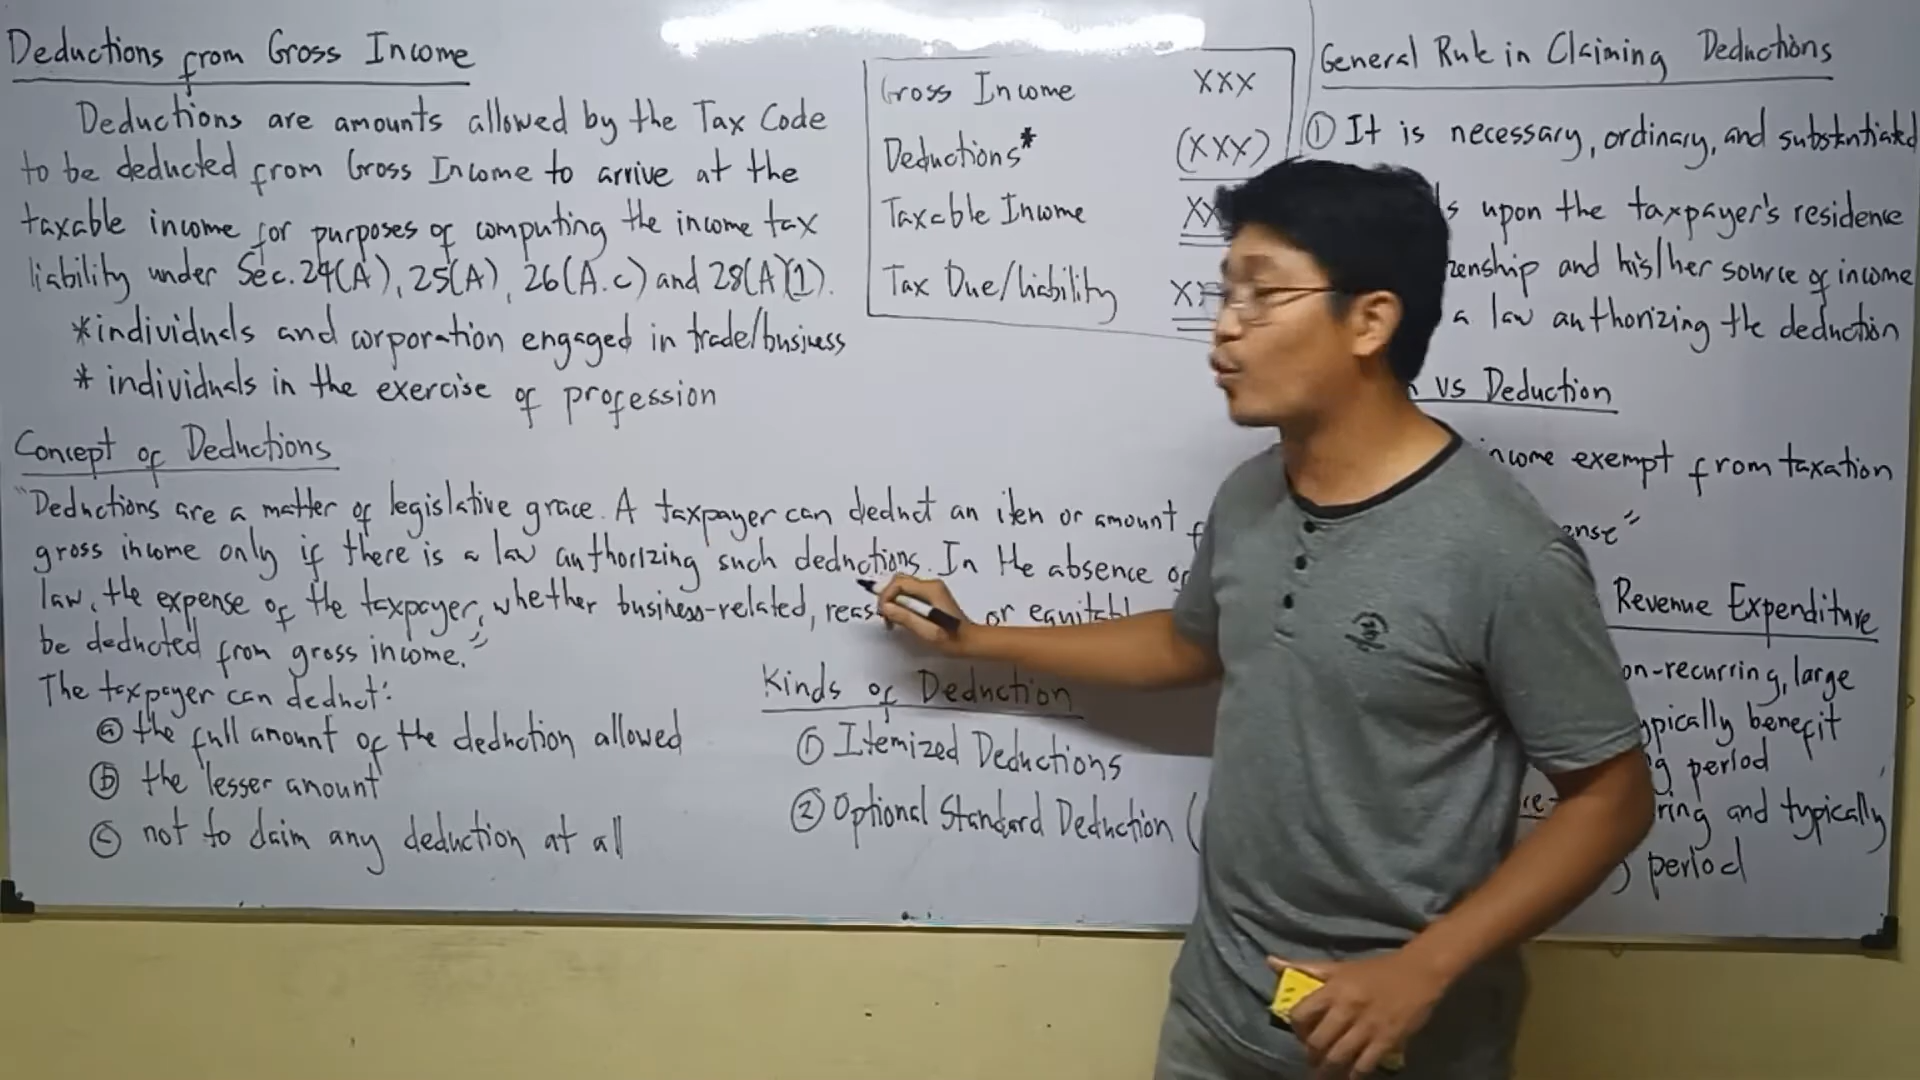 Deductions from Gross Income
Deductions are amounts allowed by the Tax Code
to be deducted from Gross Income to arrive at the
taxable income for purposes of computing the income tax
liability under Sec. 24(A), 25(A), 26(A.c) and 28(A)(1).
*individuals and corporation engaged in trade/business
* individuals in the exercise of profession
Concept of Deductions
"Deductions are a matter of legislative grace. A taxpayer can deduct an item or amount
gross income only if there is a law authorizing such deductions. In the absence of
law, the expense of the taxpayer, whether business-related, or equitabl
be deducted from gross income."
The taxpayer can deduct:
a the full amount of the deduction allowed
b the lesser amount
c not to claim any deduction at all
Gross Income XXX
Deductions* (XXX)
Taxable Income XX
Tax Due/liability
Kinds of Deduction
1 Itemized Deductions
2 Optional Standard Deduction (
General Rule in Claiming Deductions
1 It is necessary, ordinary, and substantiated
s upon the taxpayer's residence
zenship and his/her source of income
a law authorizing the deduction
vs Deduction
ncome exempt from taxation
ense"
Revenue Expenditure
on-recurring, large
ypically benefit
g period
ring and typically
period